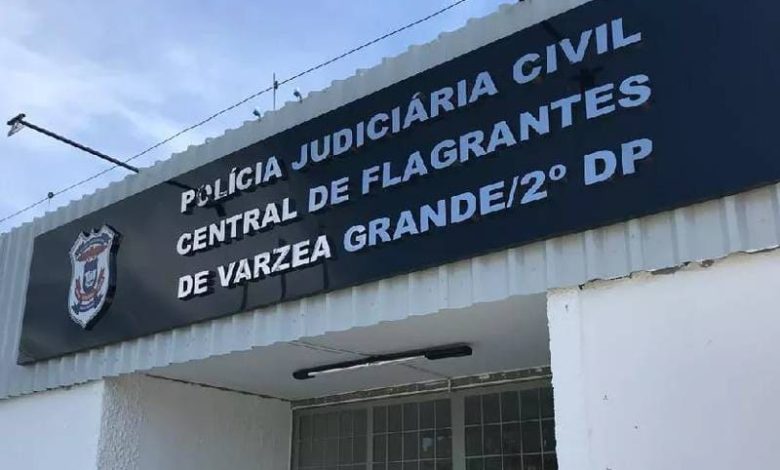 POLÍCIA JUDICIÁRIA CIVIL
CENTRAL DE FLAGRANTES
DE VARZEA GRANDE/2º DP